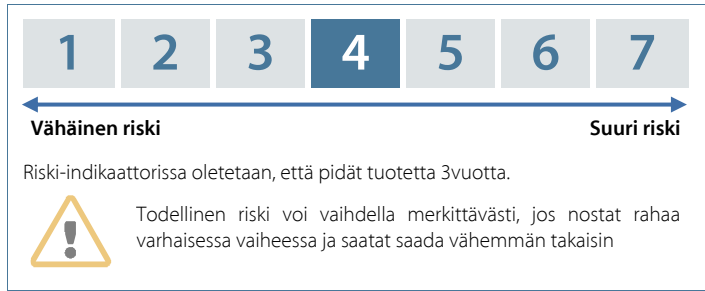 1 2 3 4 5 6 7
Vähäinen riski Suuri riski
Riski-indikaattorissa oletetaan, että pidät tuotetta 3vuotta.
Todellinen riski voi vaihdella merkittävästi, jos nostat rahaa
varhaisessa vaiheessa ja saatat saada vähemmän takaisin